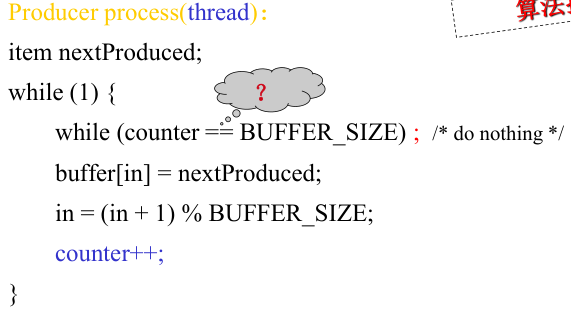 Producer process(thread):
算法
item nextProduced;
while (1) {
?
while (counter == BUFFER_SIZE) ; /* do nothing */
buffer[in] = nextProduced;
in = (in + 1) % BUFFER_SIZE;
counter++;
}